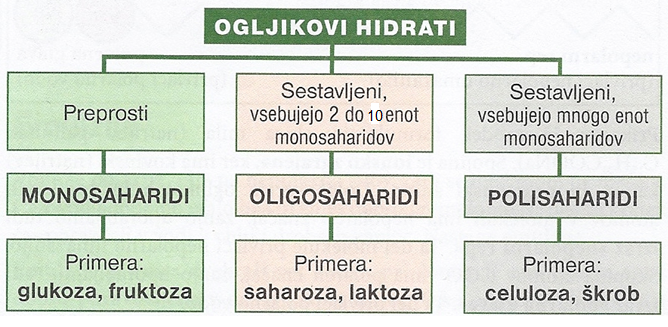 OGLJIKOVI HIDRATI
Preprosti
Sestavljeni,
vsebujejo 2 do 10 enot
monosaharidov
Sestavljeni,
vsebujejo mnogo enot
monosaharidov
MONOSAHARIDI
OLIGOSAHARIDI
POLISAHARIDI
Primera:
glukoza, fruktoza
Primera:
saharoza, laktoza
Primera:
celuloza, škrob